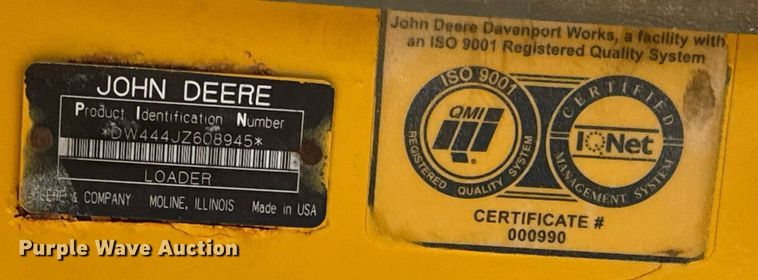 JOHN DEERE
Product Identification Number
*DW444JZ608945*
LOADER
DEERE & COMPANY MOLINE, ILLINOIS Made in USA
John Deere Davenport Works, a facility with
an ISO 9001 Registered Quality System
ISO 9001
QMI
REGISTERED QUALITY SYSTEM
CERTIFIED
IQNet
MANAGEMENT SYSTEM
CERTIFICATE #
000990
Purple Wave Auction